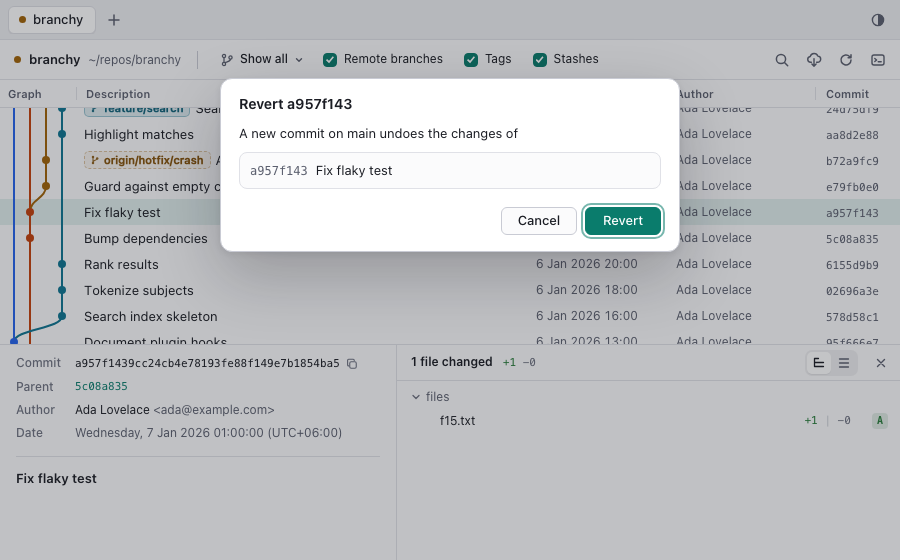 branchy
branchy ~/repos/branchy Show all Remote branches Tags Stashes
Graph Description Author Commit
feature/search Ada Lovelace 24d75df9
Highlight matches Ada Lovelace aa8d2e88
origin/hotfix/crash Ada Lovelace b72a9fc9
Guard against empty Ada Lovelace e79fb0e0
Fix flaky test Ada Lovelace a957f143
Bump dependencies Ada Lovelace 5c08a835
Rank results 6 Jan 2026 20:00 Ada Lovelace 6155d9b9
Tokenize subjects 6 Jan 2026 18:00 Ada Lovelace 02696a3e
Search index skeleton 6 Jan 2026 16:00 Ada Lovelace 578d58c1
Document plugin hooks 6 Jan 2026 13:00 Ada Lovelace 95f666e7
Revert a957f143
A new commit on main undoes the changes of
a957f143 Fix flaky test
Cancel Revert
Commit a957f1439cc24cb4e78193fe88f149e7b1854ba5
Parent 5c08a835
Author Ada Lovelace <ada@example.com>
Date Wednesday, 7 Jan 2026 01:00:00 (UTC+06:00)
Fix flaky test
1 file changed +1 −0
files
f15.txt +1 −0 A